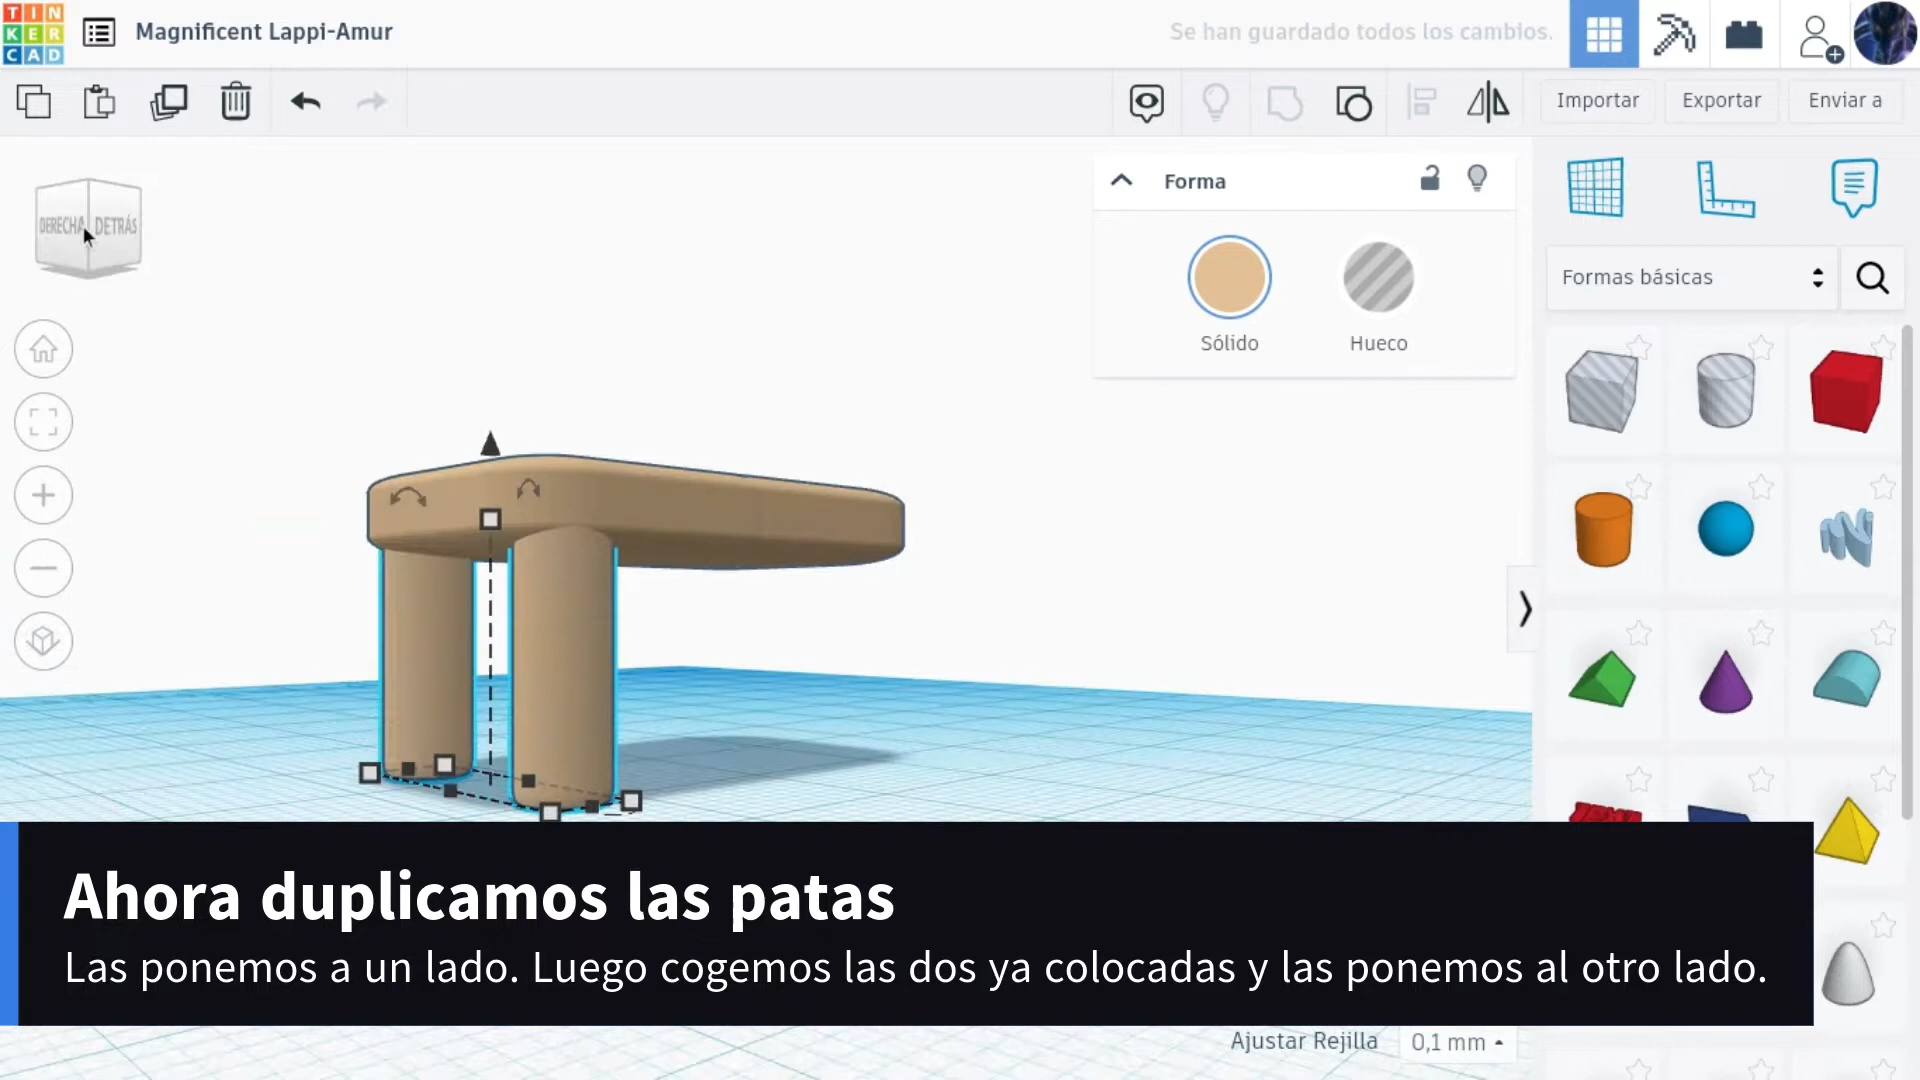 TIN
KER
CAD
Magnificent Lappi-Amur
Se han guardado todos los cambios.
Importar
Exportar
Enviar a
DERECHA
DETRÁS
Forma
Sólido
Hueco
Formas básicas
Ahora duplicamos las patas
Las ponemos a un lado. Luego cogemos las dos ya colocadas y las ponemos al otro lado.
Ajustar Rejilla
0,1 mm